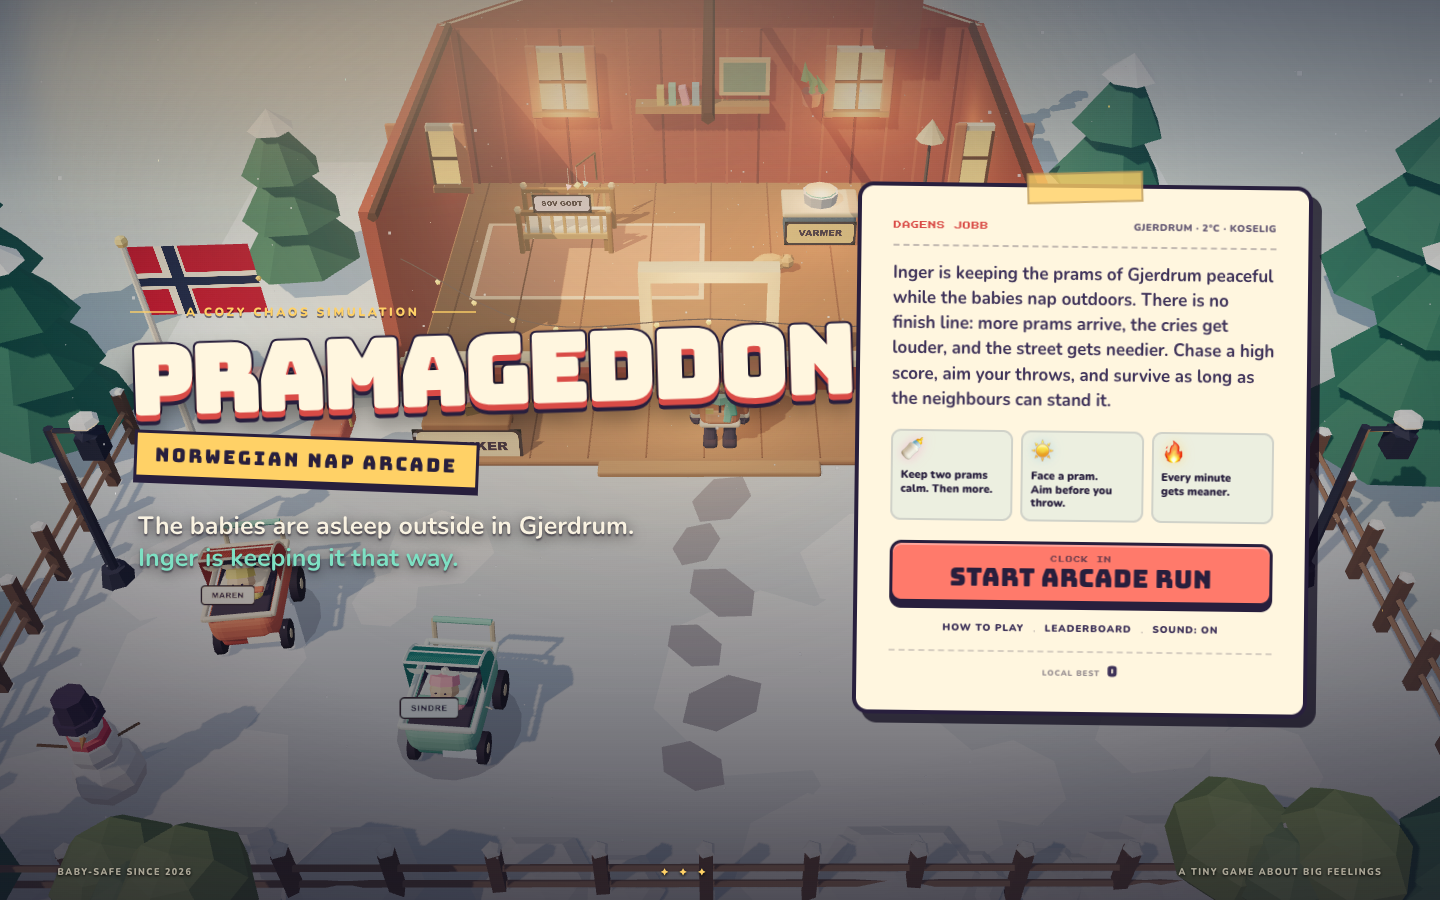 SOV GODT
VARMER
A COZY CHAOS SIMULATION
PRAMAGEDDON
KER
NORWEGIAN NAP ARCADE
The babies are asleep outside in Gjerdrum.
Inger is keeping it that way.
MAREN
SINDRE
DAGENS JOBB
GJERDRUM · 2°C · KOSELIG
Inger is keeping the prams of Gjerdrum peaceful
while the babies nap outdoors. There is no
finish line: more prams arrive, the cries get
louder, and the street gets needier. Chase a high
score, aim your throws, and survive as long as
the neighbours can stand it.
Keep two prams
calm. Then more.
Face a pram.
Aim before you
throw.
Every minute
gets meaner.
CLOCK IN
START ARCADE RUN
HOW TO PLAY . LEADERBOARD . SOUND: ON
LOCAL BEST 0
BABY-SAFE SINCE 2026
A TINY GAME ABOUT BIG FEELINGS